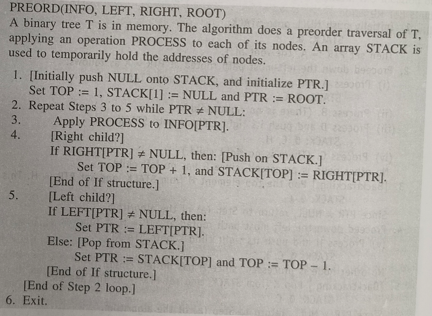 PREORD(INFO, LEFT, RIGHT, ROOT)
A binary tree T is in memory. The algorithm does a preorder traversal of T,
applying an operation PROCESS to each of its nodes. An array STACK is
used to temporarily hold the addresses of nodes.
1. [Initially push NULL onto STACK, and initialize PTR.]
Set TOP := 1, STACK[1] := NULL and PTR := ROOT.
2. Repeat Steps 3 to 5 while PTR ≠ NULL:
3. Apply PROCESS to INFO[PTR].
4. [Right child?]
If RIGHT[PTR] ≠ NULL, then: [Push on STACK.]
Set TOP := TOP + 1, and STACK[TOP] := RIGHT[PTR].
[End of If structure.]
5. [Left child?]
If LEFT[PTR] ≠ NULL, then:
Set PTR := LEFT[PTR].
Else: [Pop from STACK.]
Set PTR := STACK[TOP] and TOP := TOP − 1.
[End of If structure.]
[End of Step 2 loop.]
6. Exit.